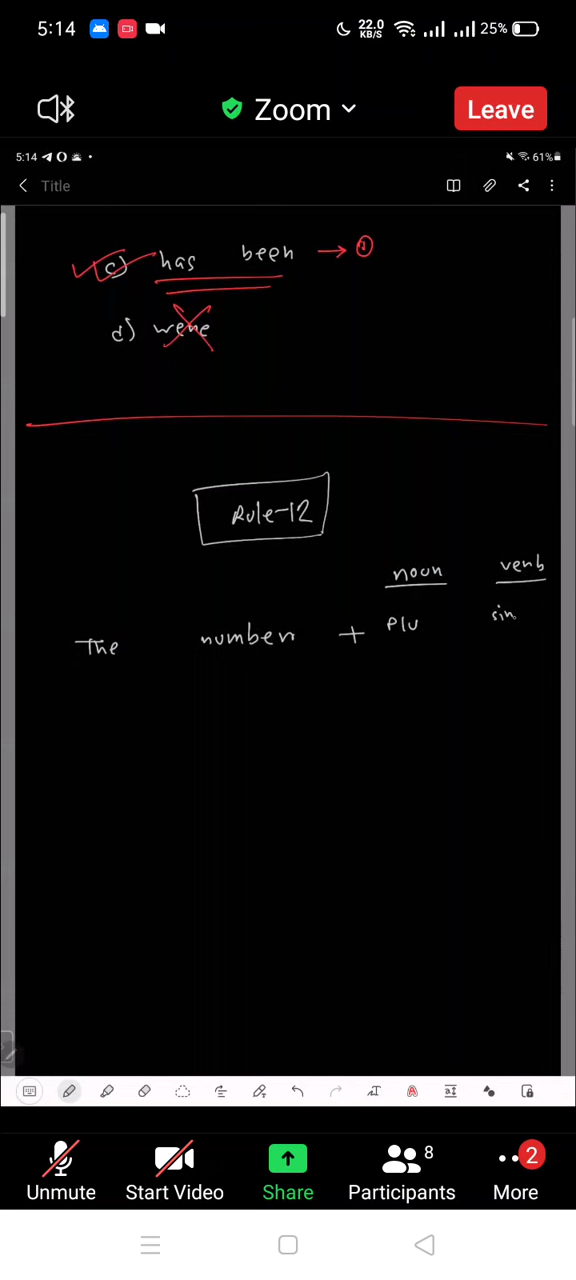 5:14 22.0 KB/S 25%
Zoom Leave
5:14 61%
Title
c) has been → 1
d) were
Rule-12
noun verb
The number + plu sin
Unmute Start Video Share Participants 8 More 2